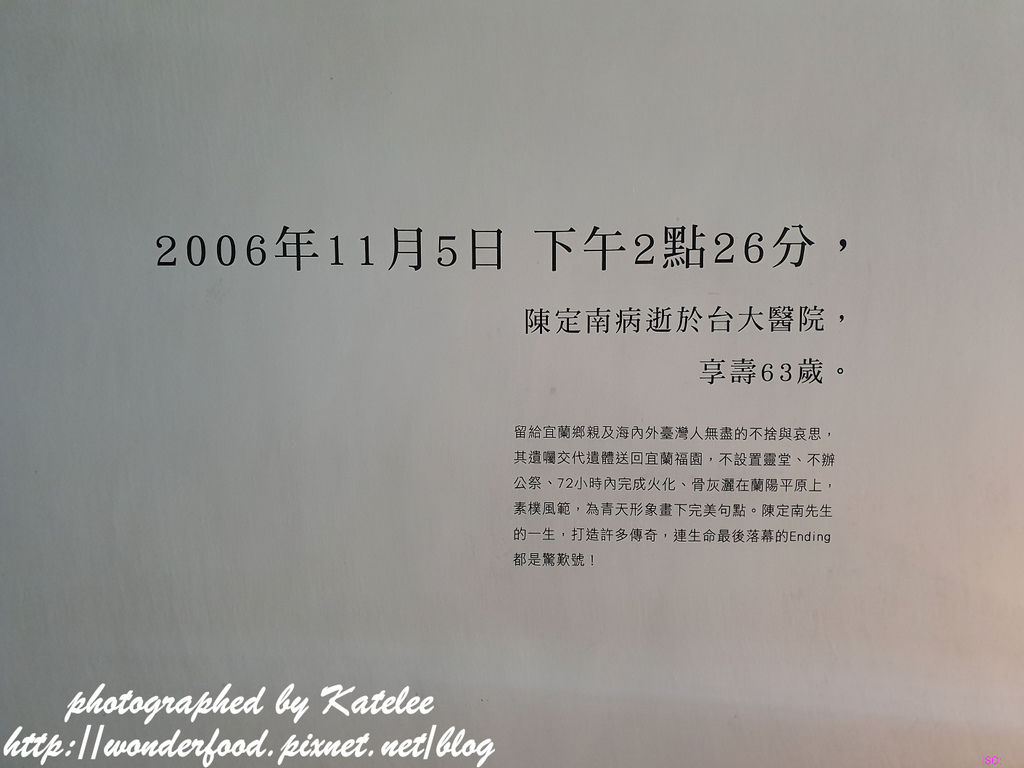 2006年11月5日 下午2點26分，
陳定南病逝於台大醫院，
享壽63歲。
留給宜蘭鄉親及海內外臺灣人無盡的不捨與哀思，
其遺囑交代遺體送回宜蘭福園，不設置靈堂、不辦
公祭、72小時內完成火化、骨灰灑在蘭陽平原上，
素樸風範，為青天形象畫下完美句點。陳定南先生
的一生，打造許多傳奇，連生命最後落幕的Ending
都是驚歎號！
photographed by Katelee
http://wonderfood.pixnet.net/blog
SC